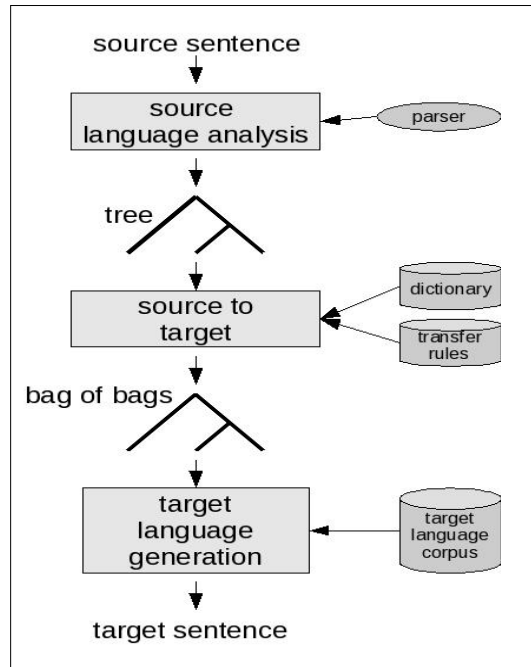 source sentence
source
language analysis
parser
tree
source to
target
dictionary
transfer
rules
bag of bags
target
language
generation
target
language
corpus
target sentence